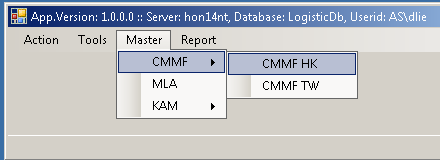 App.Version: 1.0.0.0 :: Server: hon14nt, Database: LogisticDb, Userid: AS\dlie
Action Tools Master Report
CMMF CMMF HK
MLA CMMF TW
KAM